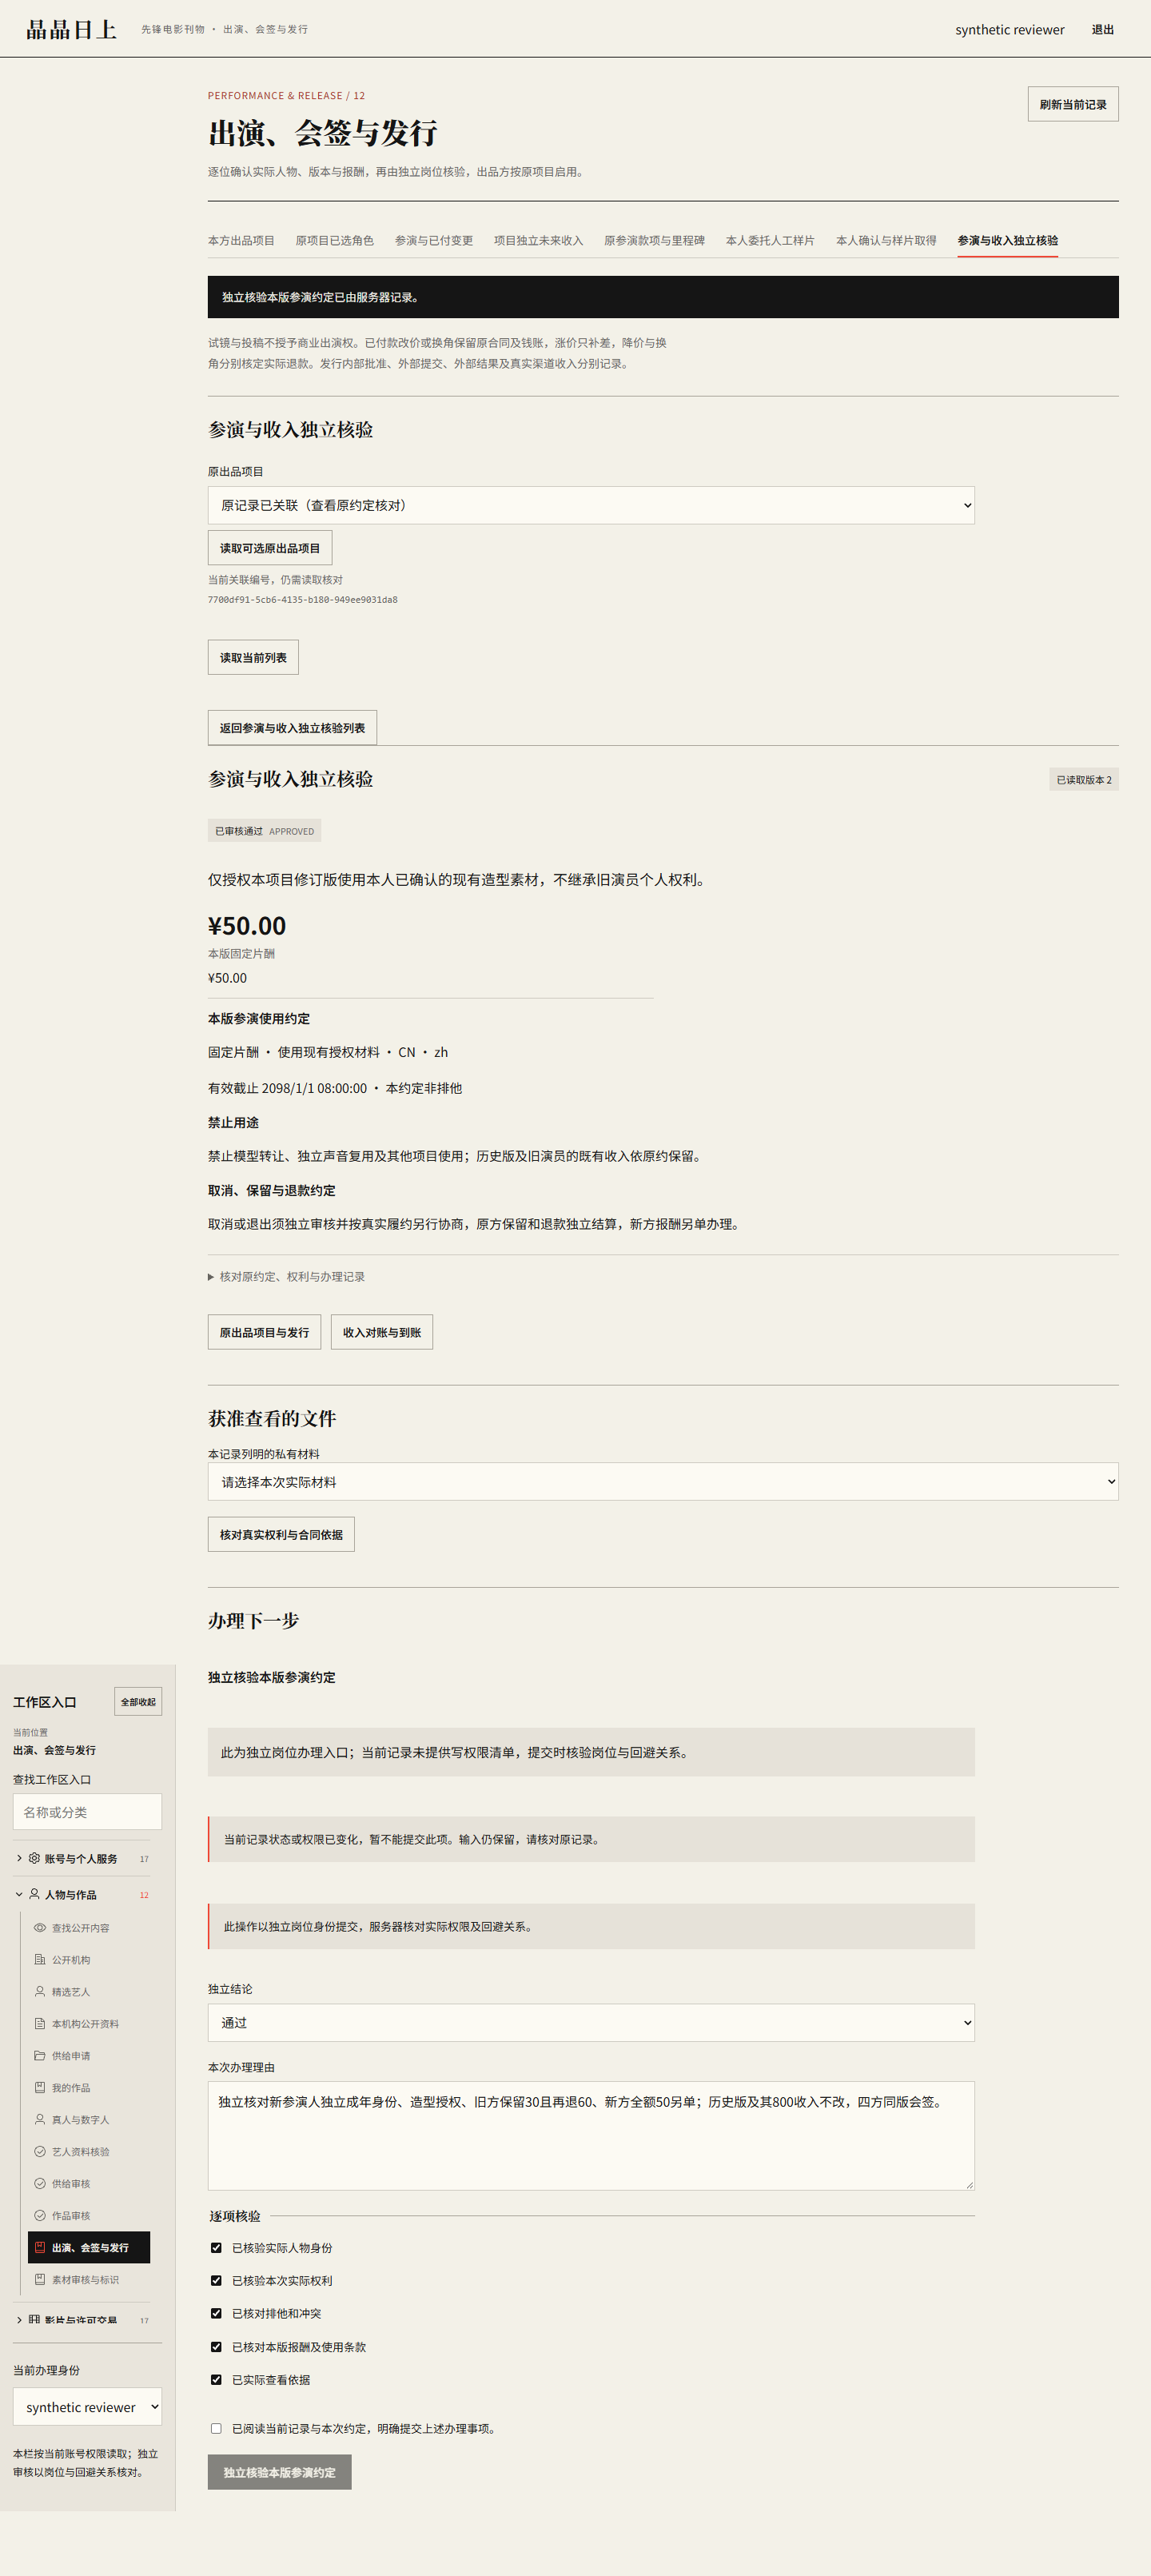 晶晶日上
先锋电影刊物 · 出演、会签与发行
synthetic reviewer
退出
PERFORMANCE & RELEASE / 12
出演、会签与发行
刷新当前记录
逐位确认实际人物、版本与报酬，再由独立岗位核验，出品方按原项目启用。
本方出品项目
原项目已选角色
参演与已付变更
项目独立未来收入
原参演款项与里程碑
本人委托人工样片
本人确认与样片取得
参演与收入独立核验
独立核验本版参演约定已由服务器记录。
试镜与投稿不授予商业出演权。已付款改价或换角保留原合同及钱账，涨价只补差，降价与换
角分别核定实际退款。发行内部批准、外部提交、外部结果及真实渠道收入分别记录。
参演与收入独立核验
原出品项目
原记录已关联（查看原约定核对）
读取可选原出品项目
当前关联编号，仍需读取核对
7700df91-5cb6-4135-b180-949ee9031da8
读取当前列表
返回参演与收入独立核验列表
参演与收入独立核验
已读取版本 2
已审核通过 APPROVED
仅授权本项目修订版使用本人已确认的现有造型素材，不继承旧演员个人权利。
¥50.00
本版固定片酬
¥50.00
本版参演使用约定
固定片酬 · 使用现有授权材料 · CN · zh
有效截止 2098/1/1 08:00:00 · 本约定非排他
禁止用途
禁止模型转让、独立声音复用及其他项目使用；历史版及旧演员的既有收入依原约保留。
取消、保留与退款约定
取消或退出须独立审核并按真实履约另行协商，原方保留和退款独立结算，新方报酬另单办理。
核对原约定、权利与办理记录
原出品项目与发行
收入对账与到账
获准查看的文件
本记录列明的私有材料
请选择本次实际材料
核对真实权利与合同依据
办理下一步
独立核验本版参演约定
此为独立岗位办理入口；当前记录未提供写权限清单，提交时核验岗位与回避关系。
当前记录状态或权限已变化，暂不能提交此项。输入仍保留，请核对原记录。
此操作以独立岗位身份提交，服务器核对实际权限及回避关系。
独立结论
通过
本次办理理由
独立核对新参演人独立成年身份、造型授权、旧方保留30且再退60、新方全额50另单；历史版及其800收入不改，四方同版会签。
逐项核验
已核验实际人物身份
已核验本次实际权利
已核对排他和冲突
已核对本版报酬及使用条款
已实际查看依据
已阅读当前记录与本次约定，明确提交上述办理事项。
独立核验本版参演约定
工作区入口
全部收起
当前位置
出演、会签与发行
查找工作区入口
名称或分类
账号与个人服务 17
人物与作品 12
查找公开内容
公开机构
精选艺人
本机构公开资料
供给申请
我的作品
真人与数字人
艺人资料核验
供给审核
作品审核
出演、会签与发行
素材审核与标识
影片与许可交易 17
当前办理身份
synthetic reviewer
本栏按当前账号权限读取；独立
审核以岗位与回避关系核对。